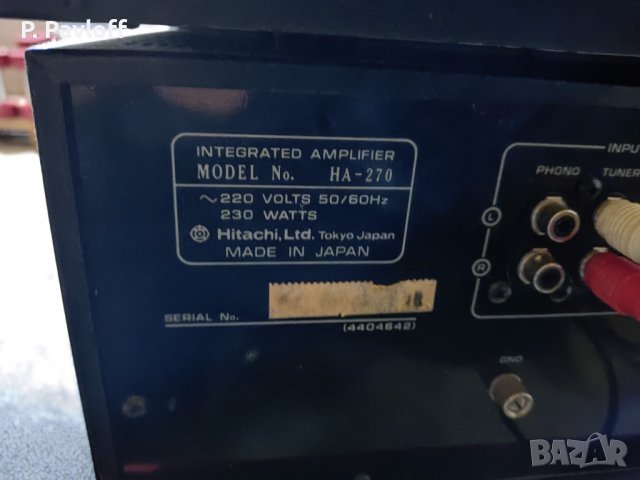 P. Pavloff
INTEGRATED AMPLIFIER
MODEL No. HA-270
~220 VOLTS 50/60Hz
230 WATTS
Hitachi, Ltd. Tokyo Japan
MADE IN JAPAN
SERIAL No.
(4404642)
INPU
PHONO TUNER
L
R
GND
BAZAR